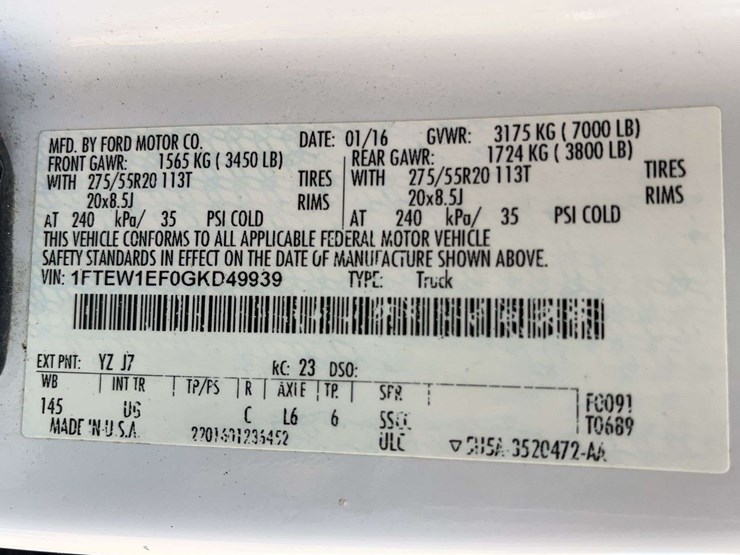 MFD. BY FORD MOTOR CO. DATE: 01/16 GVWR: 3175 KG ( 7000 LB)
FRONT GAWR: 1565 KG ( 3450 LB) REAR GAWR: 1724 KG ( 3800 LB)
WITH 275/55R20 113T TIRES WITH 275/55R20 113T TIRES
20x8.5J RIMS 20x8.5J RIMS
AT 240 kPa/ 35 PSI COLD AT 240 kPa/ 35 PSI COLD
THIS VEHICLE CONFORMS TO ALL APPLICABLE FEDERAL MOTOR VEHICLE
SAFETY STANDARDS IN EFFECT ON THE DATE OF MANUFACTURE SHOWN ABOVE.
VIN: 1FTEW1EF0GKD49939 TYPE: Truck
EXT PNT: YZ J7 RC: 23 DSO:
WB INT TR TP/PS R AXLE TR SPR
145 C L6 6 F0091
MADE IN U.S.A. T0689